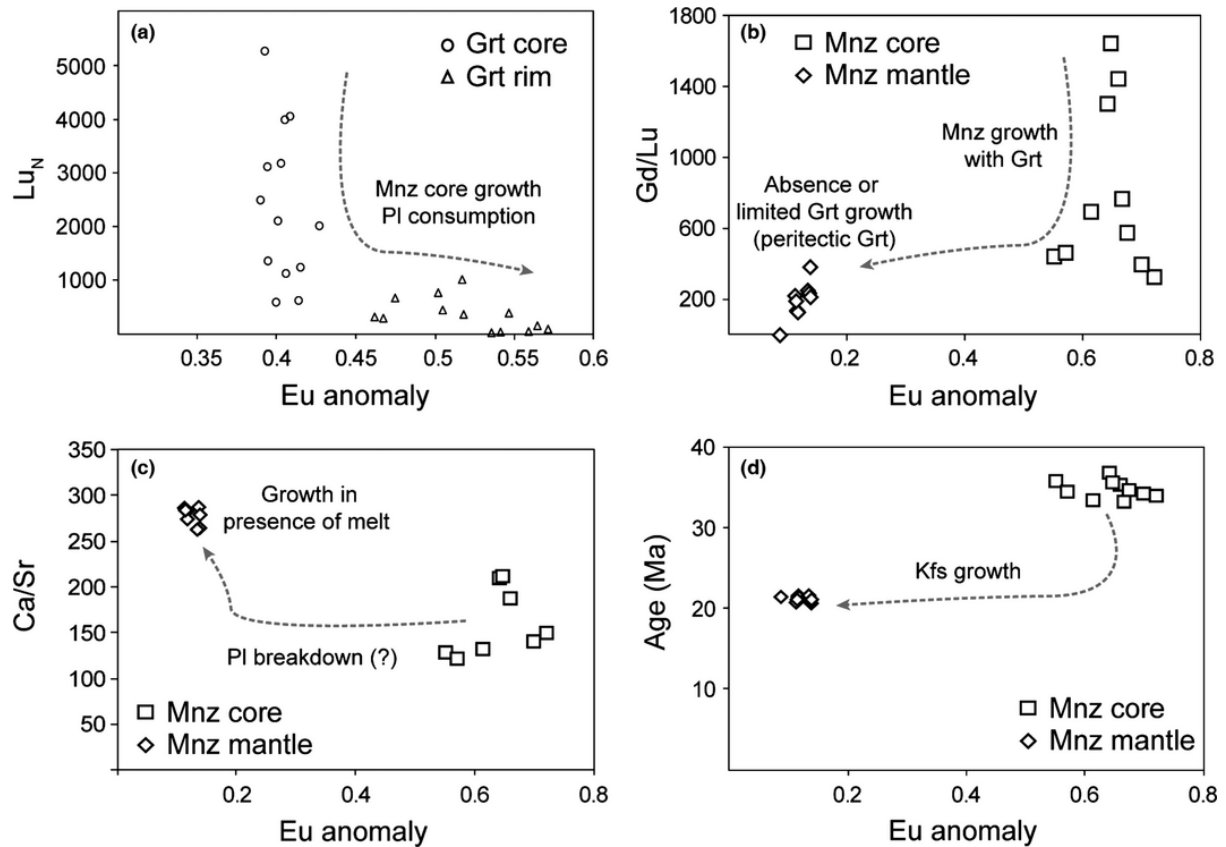 (a)
Grt core
Grt rim
5000
4000
3000
2000
1000
Lu_N
Mnz core growth
Pl consumption
0.35
0.4
0.45
0.5
0.55
0.6
Eu anomaly
(b)
Mnz core
Mnz mantle
1800
1400
1000
600
200
Gd/Lu
Mnz growth
with Grt
Absence or
limited Grt growth
(peritectic Grt)
0.2
0.4
0.6
0.8
Eu anomaly
(c)
350
300
250
200
150
100
50
Ca/Sr
Growth in
presence of melt
Pl breakdown (?)
Mnz core
Mnz mantle
0.2
0.4
0.6
0.8
Eu anomaly
(d)
40
30
20
10
Age (Ma)
Kfs growth
Mnz core
Mnz mantle
0.2
0.4
0.6
0.8
Eu anomaly